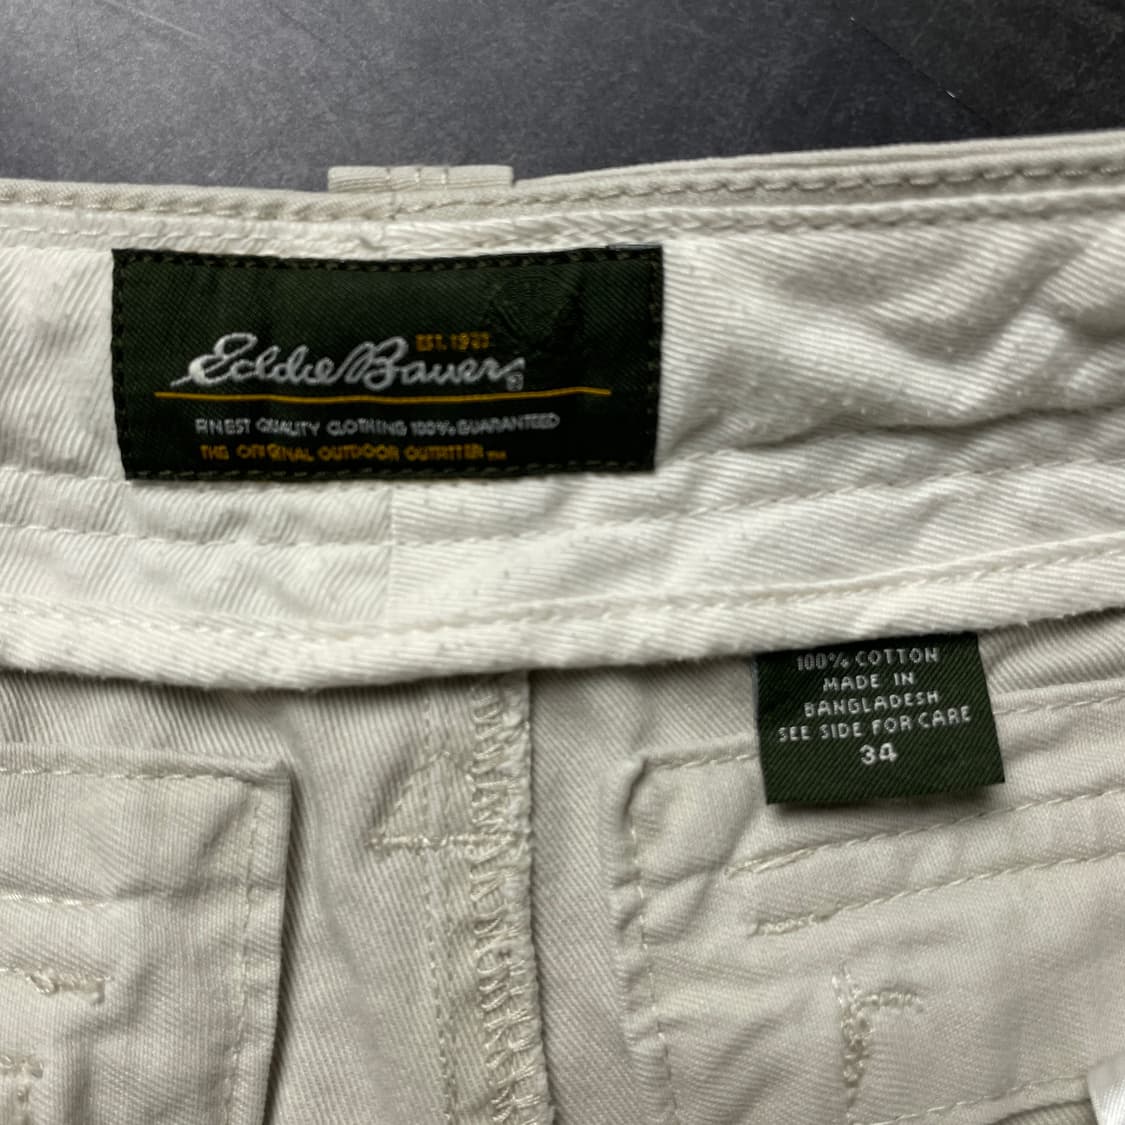 EST. 1920
Eddie Bauer®
FINEST QUALITY CLOTHING 100% GUARANTEED
THE ORIGINAL OUTDOOR OUTFITTER™
100% COTTON
MADE IN
BANGLADESH
SEE SIDE FOR CARE
34